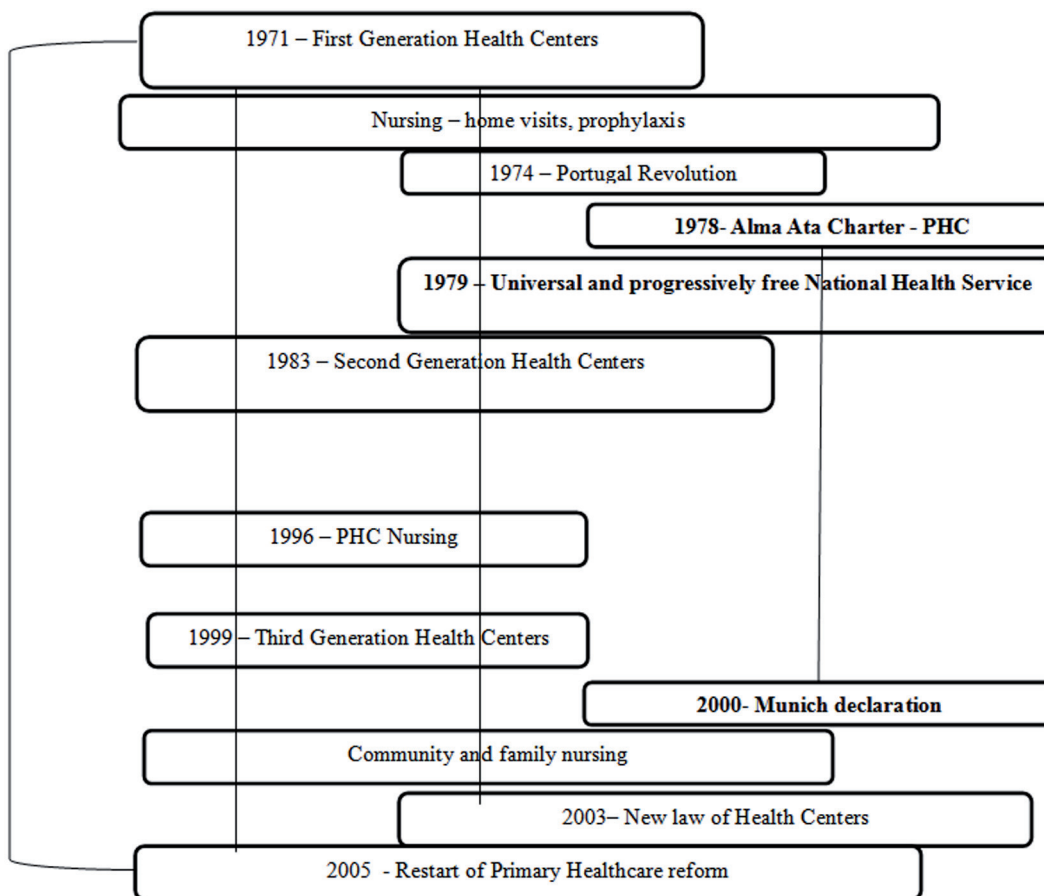 1971 – First Generation Health Centers
Nursing – home visits, prophylaxis
1974 – Portugal Revolution
1978- Alma Ata Charter - PHC
1979 – Universal and progressively free National Health Service
1983 – Second Generation Health Centers
1996 – PHC Nursing
1999 – Third Generation Health Centers
2000- Munich declaration
Community and family nursing
2003– New law of Health Centers
2005 - Restart of Primary Healthcare reform